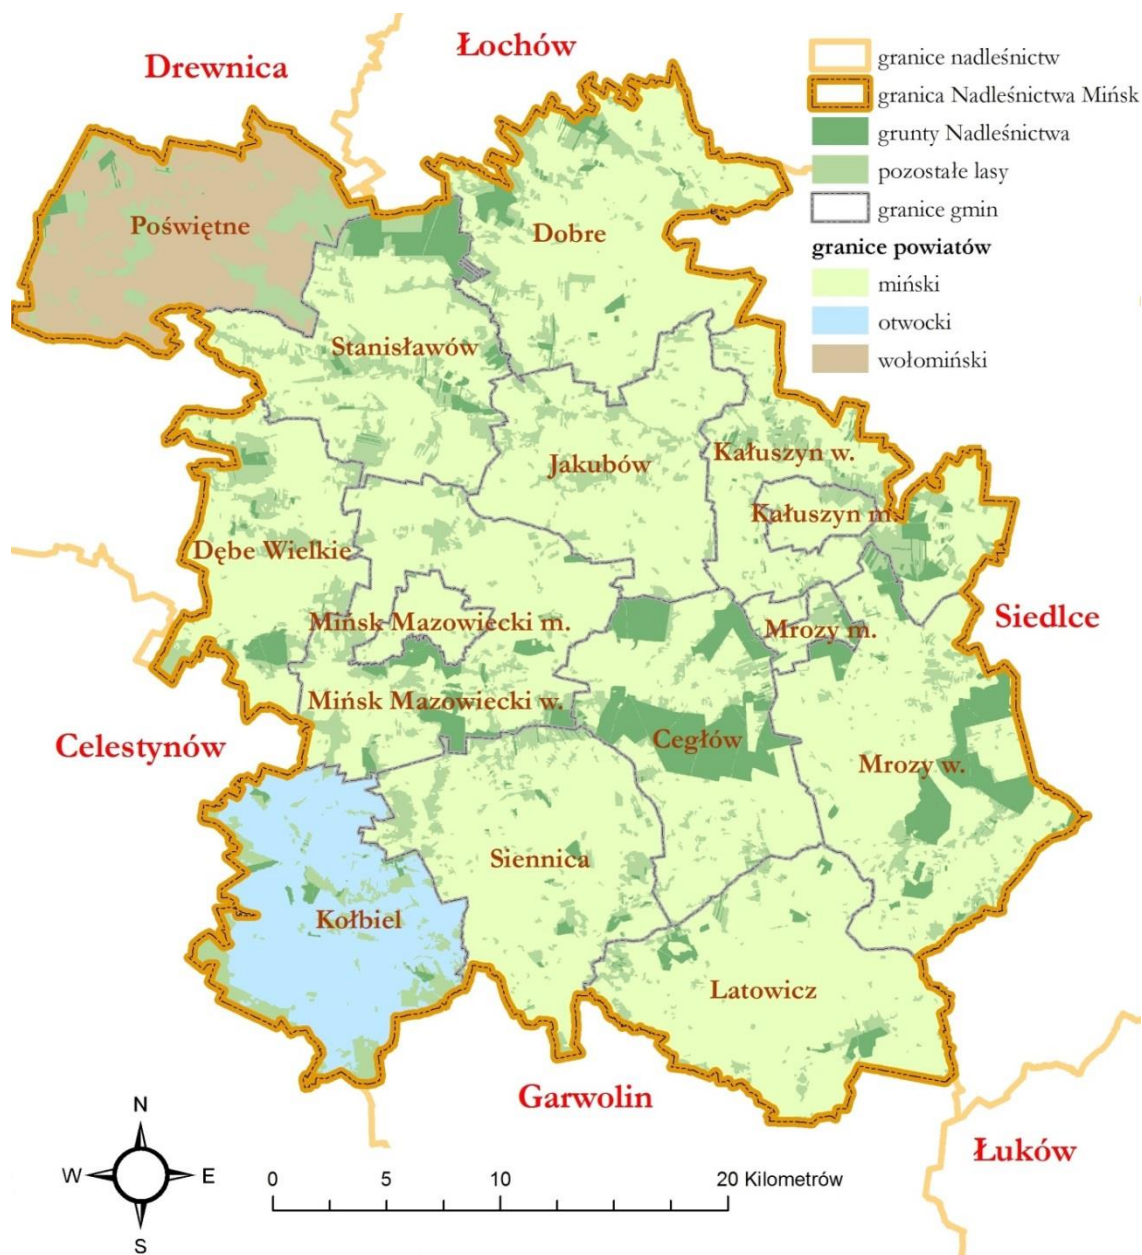 Łochów
Drewnica
granice nadleśnictw
granica Nadleśnictwa Mińsk
grunty Nadleśnictwa
pozostałe lasy
granice gmin
granice powiatów
miński
otwocki
wołomiński
Poświętne
Dobre
Stanisławów
Jakubów
Kałuszyn w.
Kałuszyn m.
Dębe Wielkie
Mińsk Mazowiecki m.
Mrozy m.
Siedlce
Mińsk Mazowiecki w.
Celestynów
Cegłów
Mrozy w.
Siennica
Kołbiel
Latowicz
Garwolin
Łuków
N
W
E
S
0 5 10 20 Kilometrów